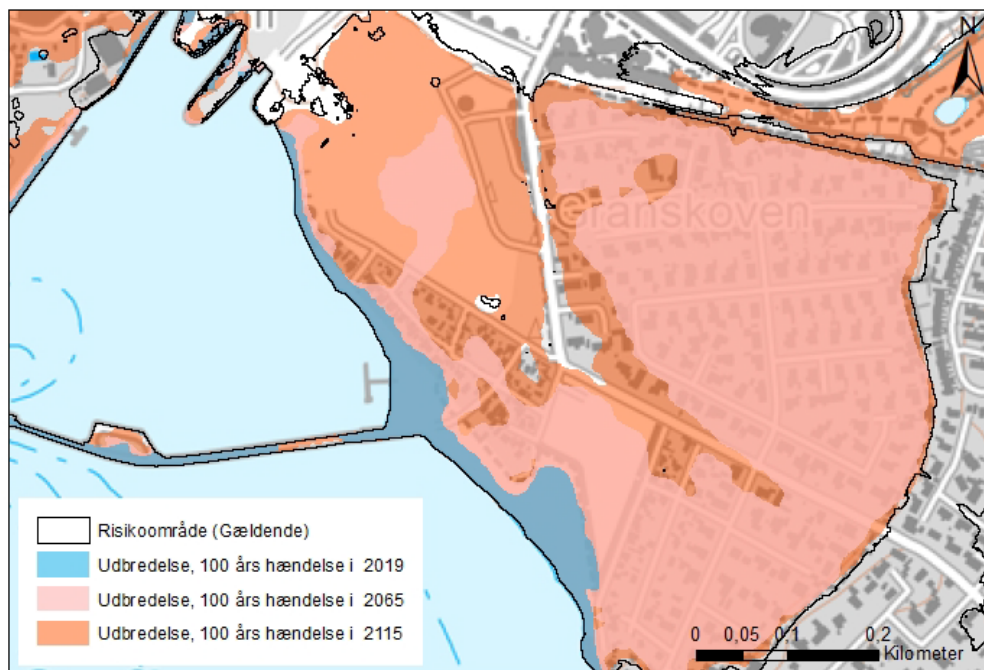 N
Granskoven
Risikoområde (Gældende)
Udbredelse, 100 års hændelse i 2019
Udbredelse, 100 års hændelse i 2065
Udbredelse, 100 års hændelse i 2115
0 0,05 0,1 0,2
Kilometer